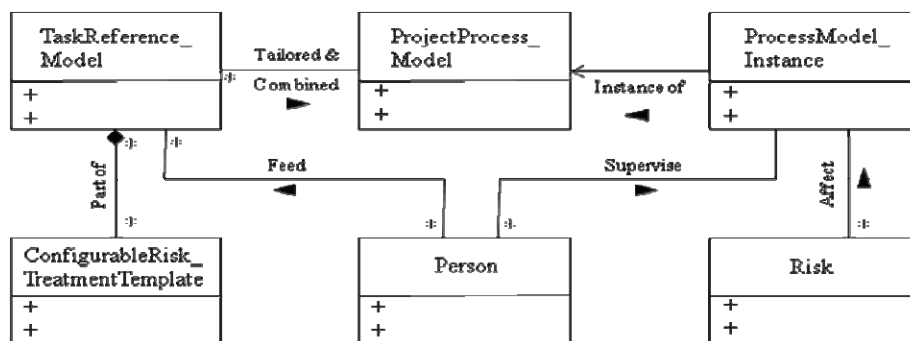 TaskReference_
Model
Tailored &
Combined
*
ProjectProcess_
Model
Instance of
ProcessModel_
Instance
+
+
+
+
+
+
Part of
*
*
*
Feed
*
Supervise
*
Affect
*
ConfigurableRisk_
TreatmentTemplate
Person
Risk
+
+
+
+
+
+